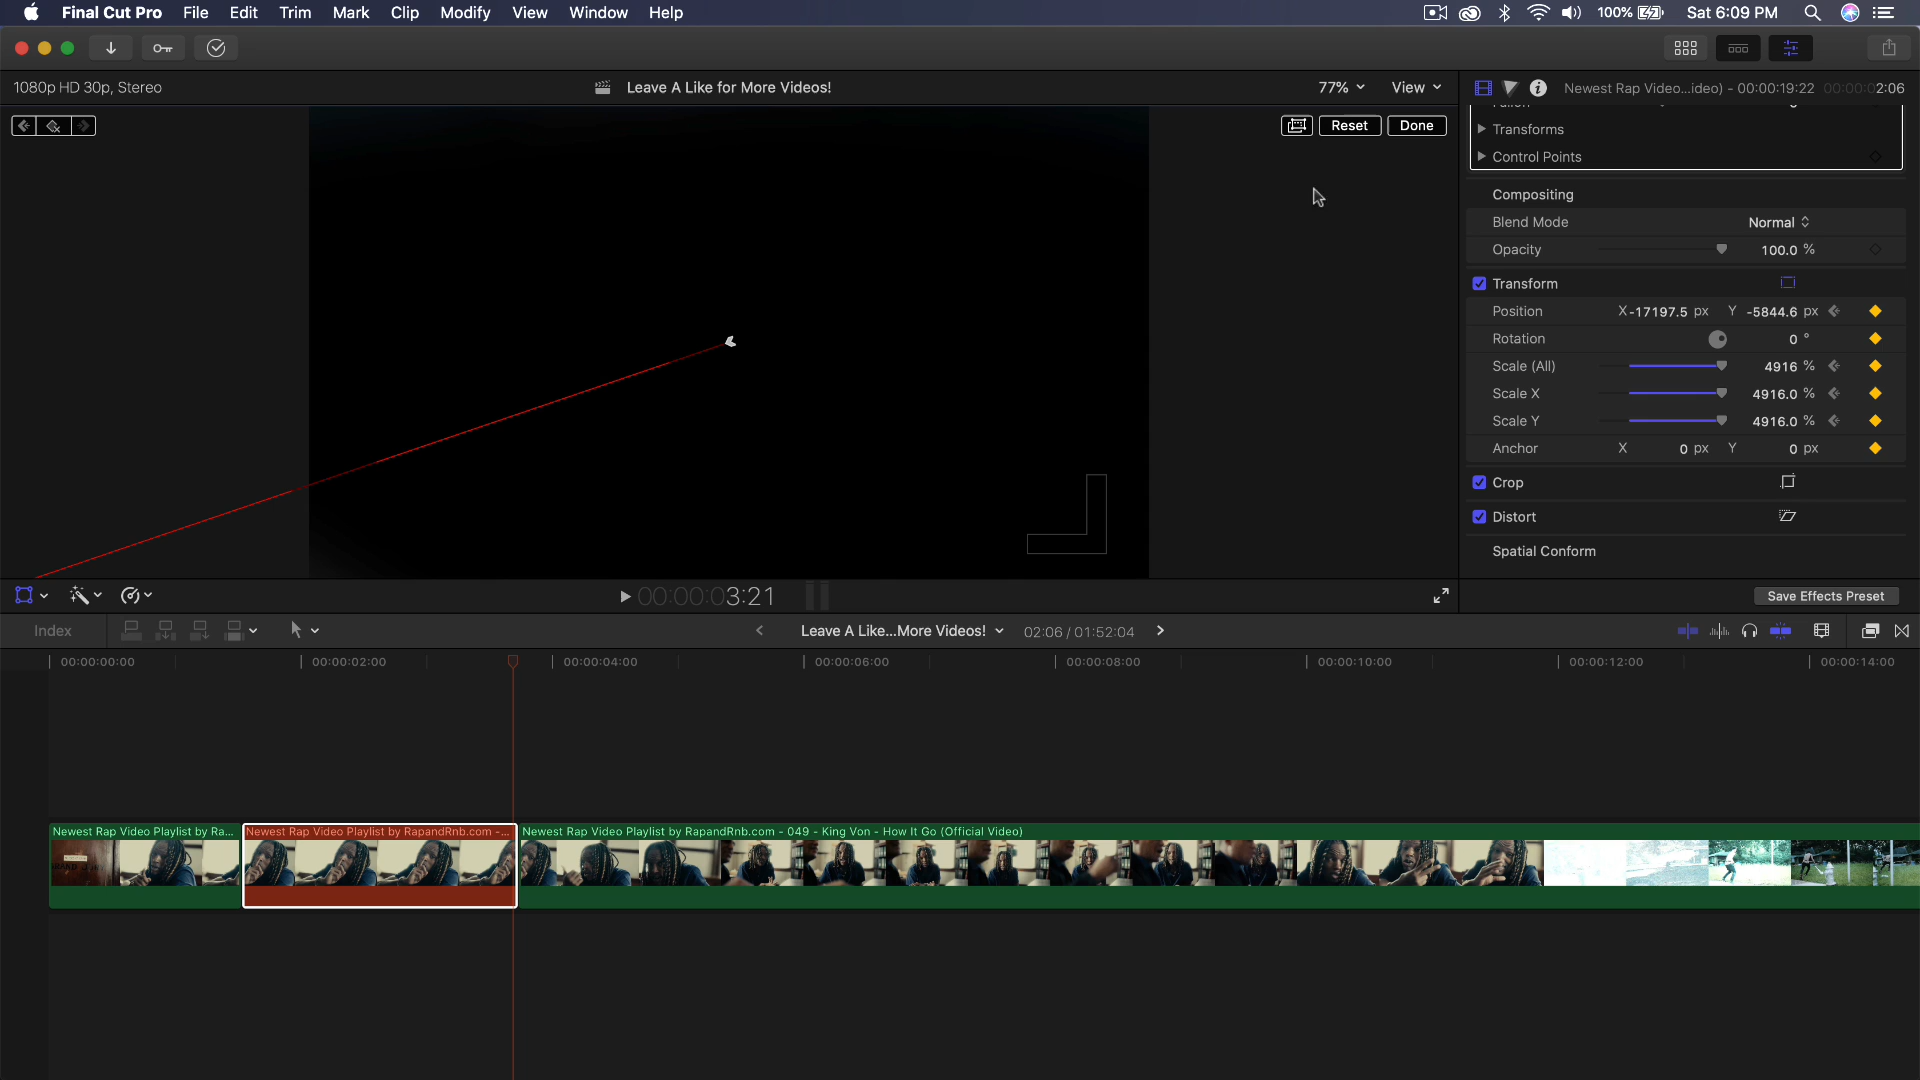 Final Cut Pro File Edit Trim Mark Clip Modify View Window Help 100% Sat 6:09 PM
1080p HD 30p, Stereo Leave A Like for More Videos! 77% View Newest Rap Video...ideo) - 00:00:19:22 00:00:02:06
Reset Done
Transforms
Control Points
Compositing
Blend Mode Normal
Opacity 100.0 %
Transform
Position X -17197.5 px Y -5844.6 px
Rotation 0 °
Scale (All) 4916 %
Scale X 4916.0 %
Scale Y 4916.0 %
Anchor X 0 px Y 0 px
Crop
Distort
Spatial Conform
00:00:03:21 Save Effects Preset
Index Leave A Like...More Videos! 02:06 / 01:52:04
00:00:00:00 00:00:02:00 00:00:04:00 00:00:06:00 00:00:08:00 00:00:10:00 00:00:12:00 00:00:14:00
Newest Rap Video Playlist by Ra... Newest Rap Video Playlist by RapandRnb.com -... Newest Rap Video Playlist by RapandRnb.com - 049 - King Von - How It Go (Official Video)